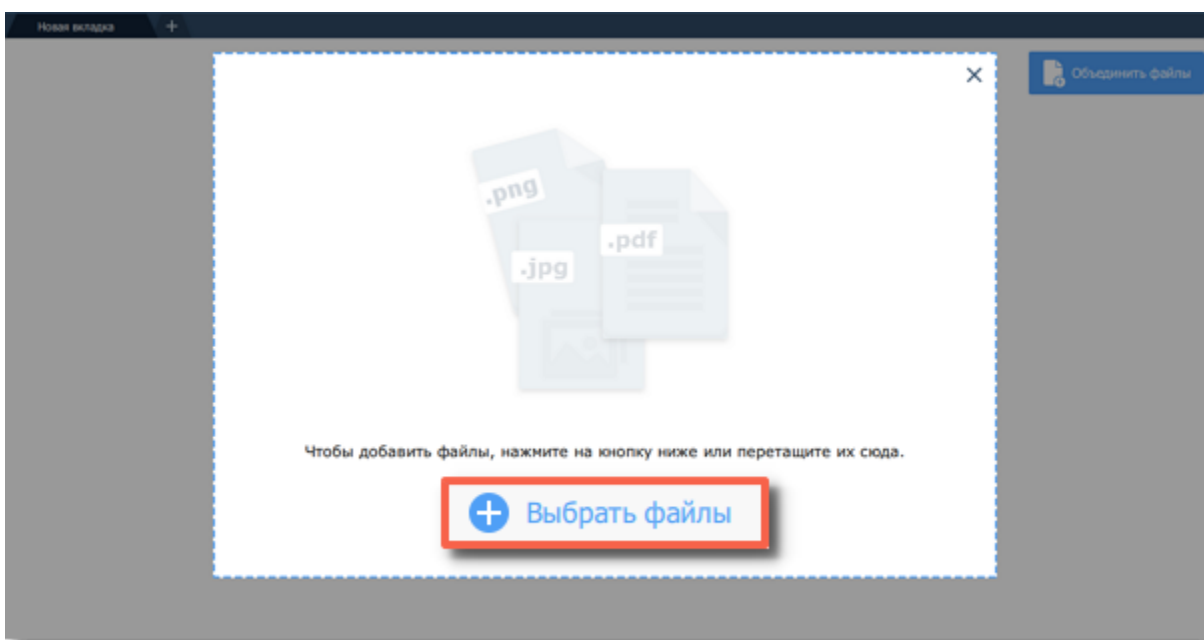 Новая вкладка +
Объединить файлы
.png
.pdf
.jpg
Чтобы добавить файлы, нажмите на кнопку ниже или перетащите их сюда.
Выбрать файлы